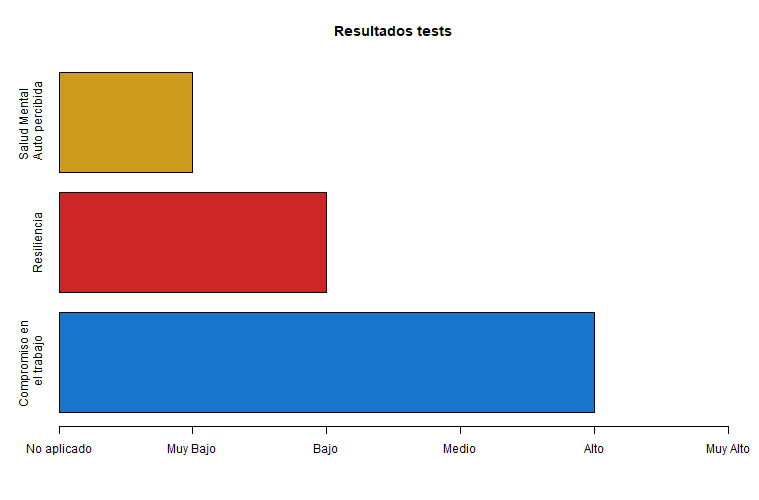 Resultados tests
Salud Mental
Auto percibida
Resiliencia
Compromiso en
el trabajo
No aplicado
Muy Bajo
Bajo
Medio
Alto
Muy Alto